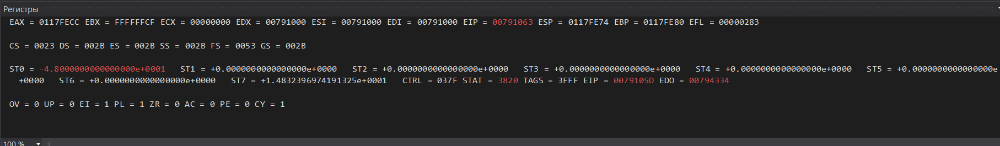 Регистры
EAX = 0117FECC EBX = FFFFFFCF ECX = 00000000 EDX = 00791000 ESI = 00791000 EDI = 00791000 EIP = 00791063 ESP = 0117FE74 EBP = 0117FE80 EFL = 00000283
CS = 0023 DS = 002B ES = 002B SS = 002B FS = 0053 GS = 002B
ST0 = -4.8000000000000000e+0001 ST1 = +0.0000000000000000e+0000 ST2 = +0.0000000000000000e+0000 ST3 = +0.0000000000000000e+0000 ST4 = +0.0000000000000000e+0000 ST5 = +0.0000000000000000e
+0000 ST6 = +0.0000000000000000e+0000 ST7 = +1.4832396974191325e+0001 CTRL = 037F STAT = 3820 TAGS = 3FFF EIP = 0079105D EDO = 00794334
OV = 0 UP = 0 EI = 1 PL = 1 ZR = 0 AC = 0 PE = 0 CY = 1
100 %